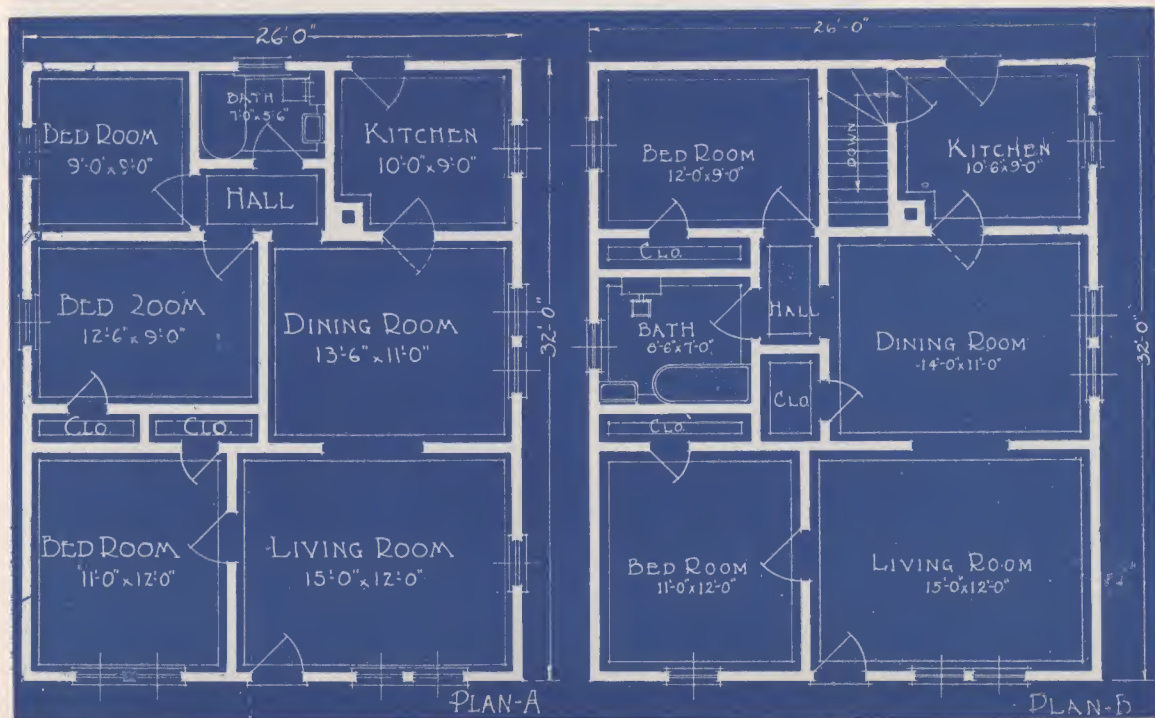 26'-0"
BED ROOM
9'-0"x9'-0"
BATH
7'-0"x5'-6"
KITCHEN
10'-0"x9'-0"
HALL
BED ROOM
12'-6"x9'-0"
DINING ROOM
13'-6"x11'-0"
CLO.
CLO.
BED ROOM
11'-0"x12'-0"
LIVING ROOM
15'-0"x12'-0"
32'-0"
PLAN-A
26'-0"
BED ROOM
12'-0"x9'-0"
DOWN
KITCHEN
10'-6"x9'-0"
CLO.
BATH
8'-6"x7'-0"
HALL
DINING ROOM
14'-0"x11'-0"
CLO
CLO.
BED ROOM
11'-0"x12'-0"
LIVING ROOM
15'-0"x12'-0"
32'-0"
PLAN-B